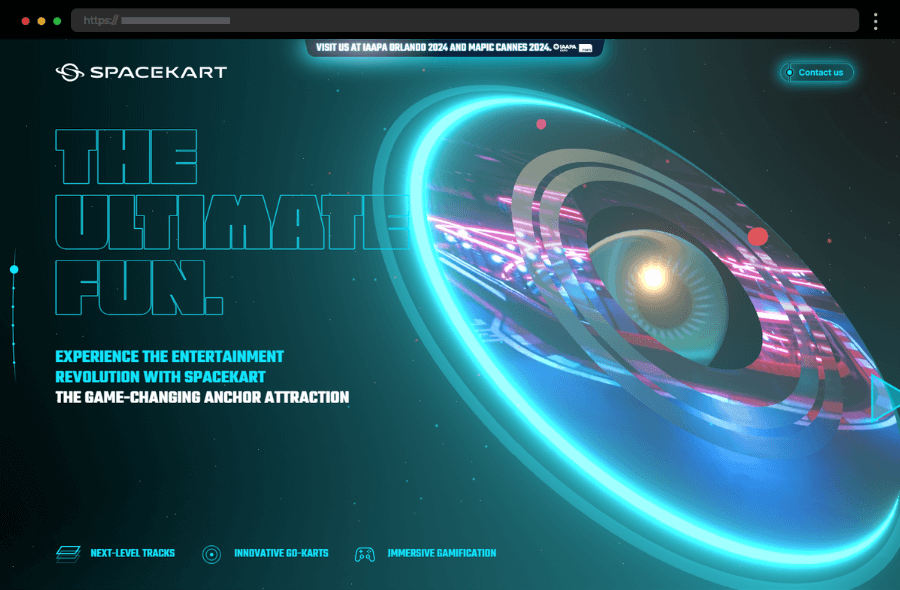 https://
VISIT US AT IAAPA ORLANDO 2024 AND MAPIC CANNES 2024. IAAPA
SPACEKART
Contact us
THE
ULTIMATE
FUN.
EXPERIENCE THE ENTERTAINMENT
REVOLUTION WITH SPACEKART
THE GAME-CHANGING ANCHOR ATTRACTION
NEXT-LEVEL TRACKS
INNOVATIVE GO-KARTS
IMMERSIVE GAMIFICATION